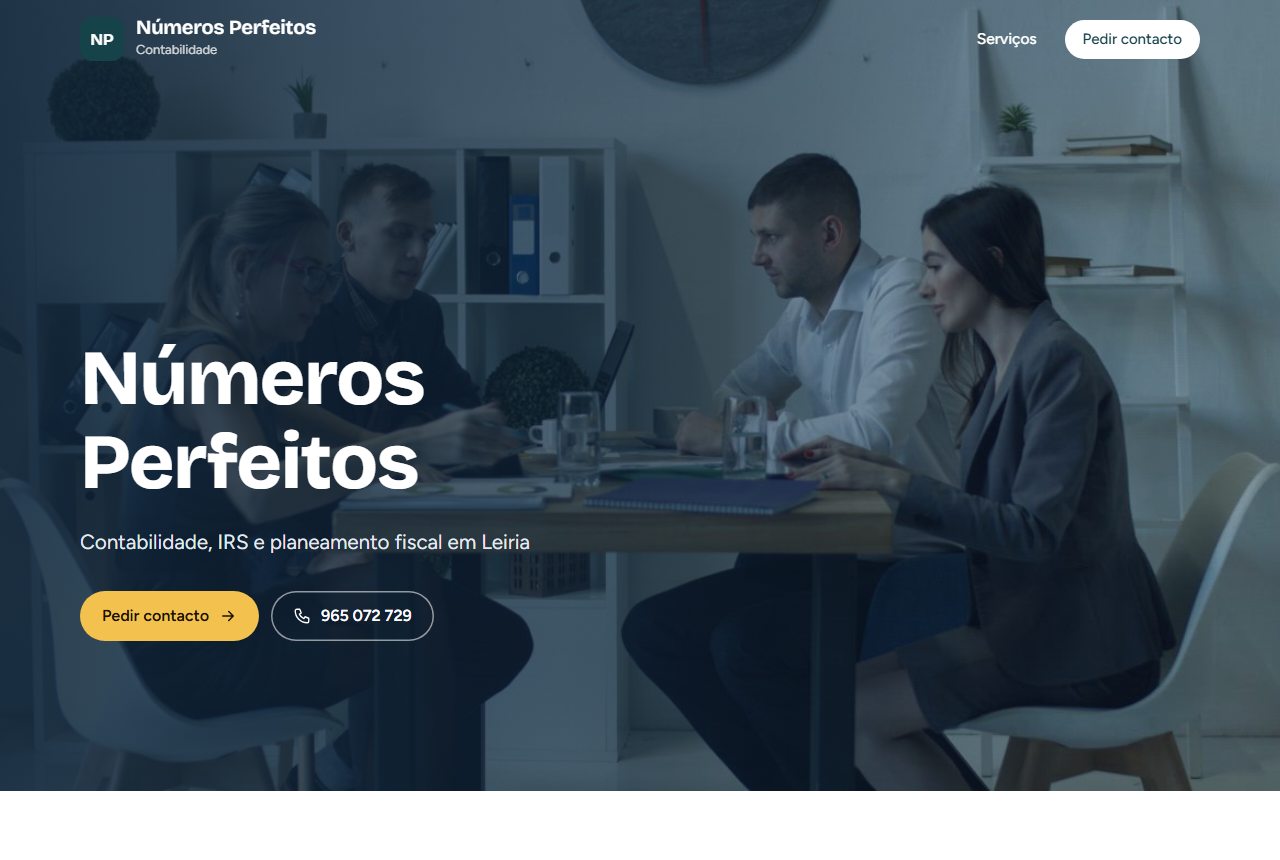 NP
Números Perfeitos
Contabilidade
Serviços
Pedir contacto
Números
Perfeitos
Contabilidade, IRS e planeamento fiscal em Leiria
Pedir contacto →
965 072 729